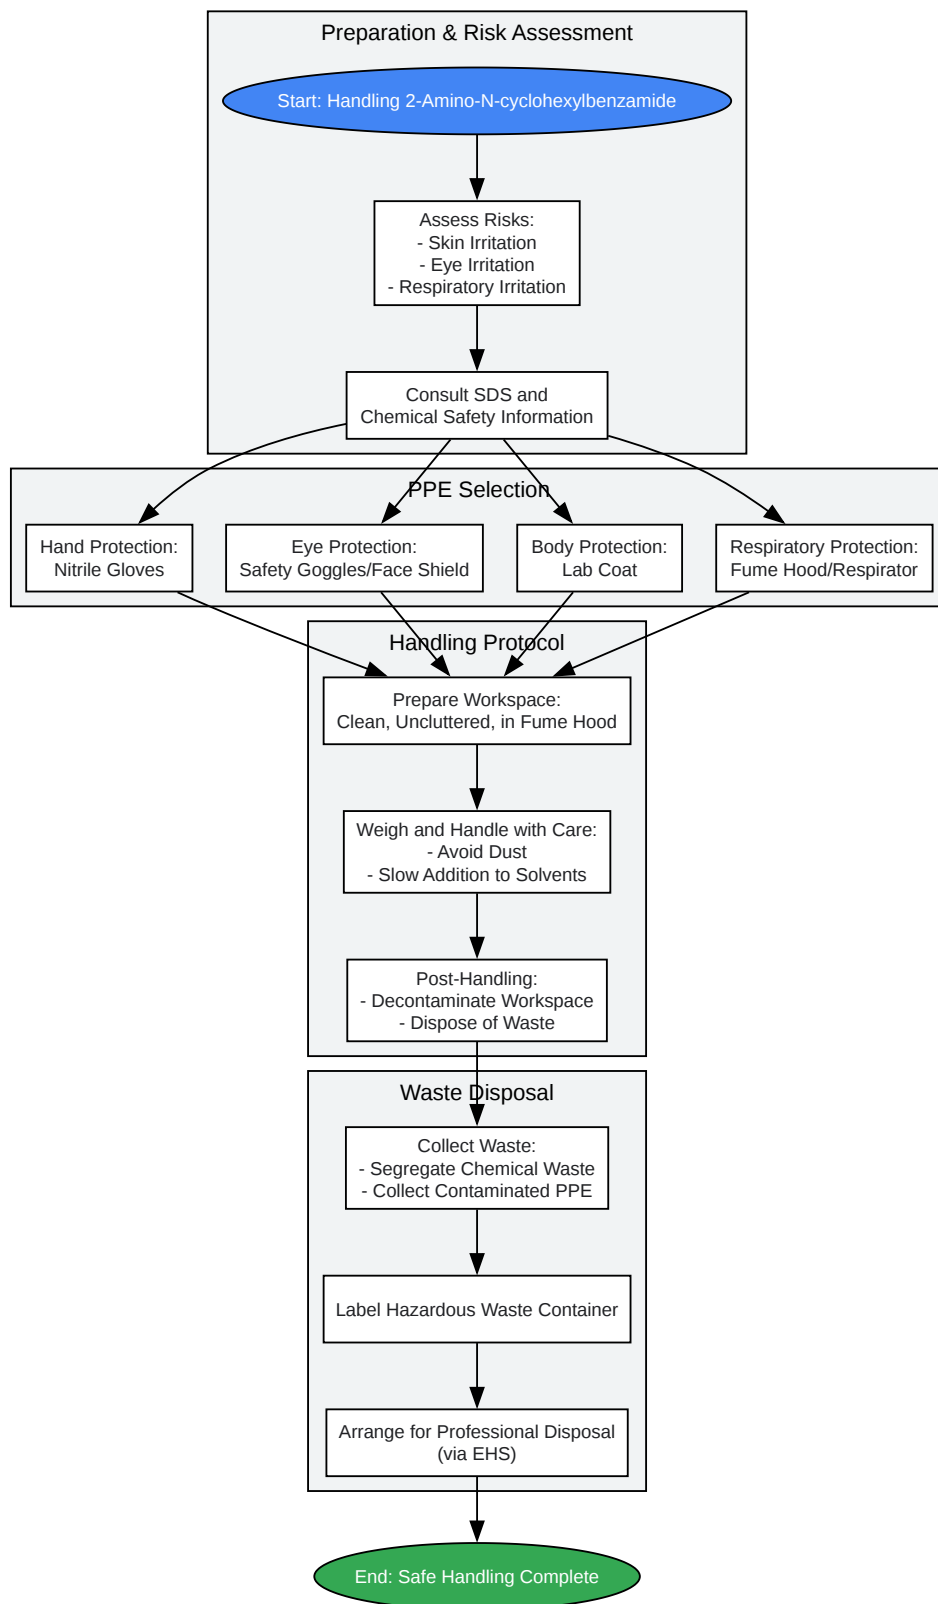 Preparation & Risk Assessment
Start: Handling 2-Amino-N-cyclohexylbenzamide
Assess Risks:
- Skin Irritation
- Eye Irritation
- Respiratory Irritation
Consult SDS and
Chemical Safety Information
PPE Selection
Hand Protection:
Nitrile Gloves
Eye Protection:
Safety Goggles/Face Shield
Body Protection:
Lab Coat
Respiratory Protection:
Fume Hood/Respirator
Handling Protocol
Prepare Workspace:
Clean, Uncluttered, in Fume Hood
Weigh and Handle with Care:
- Avoid Dust
- Slow Addition to Solvents
Post-Handling:
- Decontaminate Workspace
- Dispose of Waste
Waste Disposal
Collect Waste:
- Segregate Chemical Waste
- Collect Contaminated PPE
Label Hazardous Waste Container
Arrange for Professional Disposal
(via EHS)
End: Safe Handling Complete